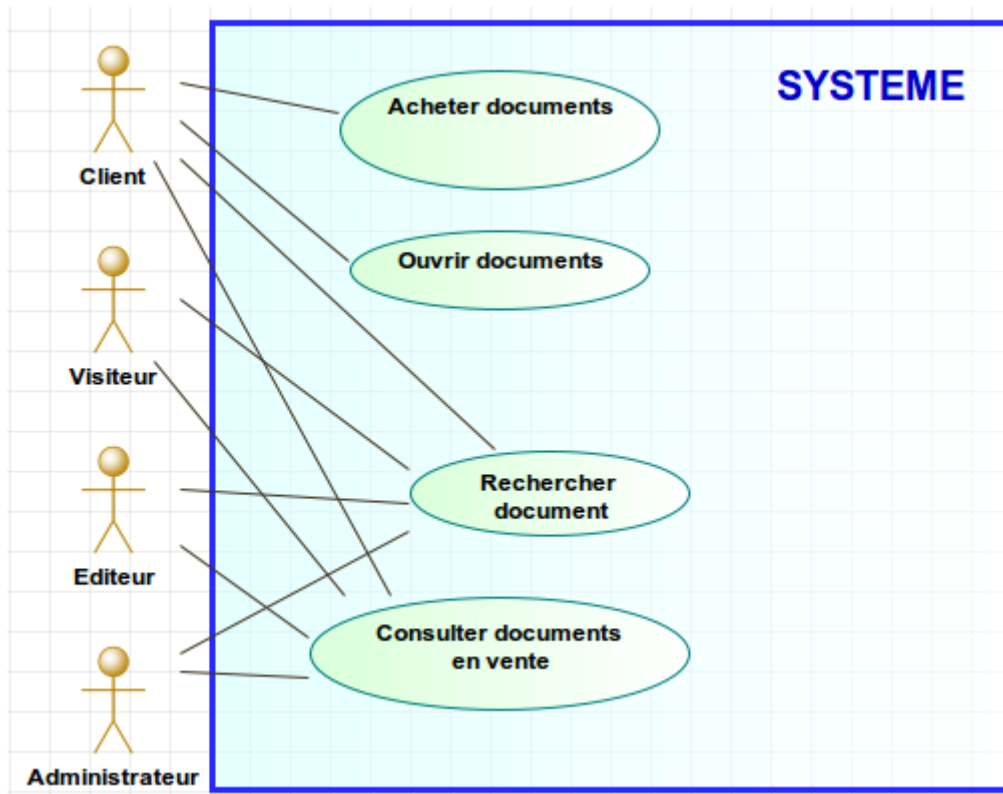 SYSTEME
Acheter documents
Client
Ouvrir documents
Visiteur
Rechercher
document
Editeur
Consulter documents
en vente
Administrateur